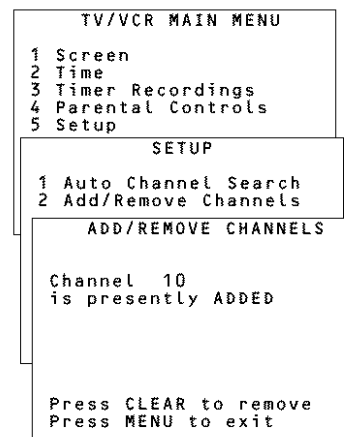 TV/VCR MAIN MENU
1 Screen
2 Time
3 Timer Recordings
4 Parental Controls
5 Setup
SETUP
1 Auto Channel Search
2 Add/Remove Channels
ADD/REMOVE CHANNELS
Channel 10
is presently ADDED
Press CLEAR to remove
Press MENU to exit